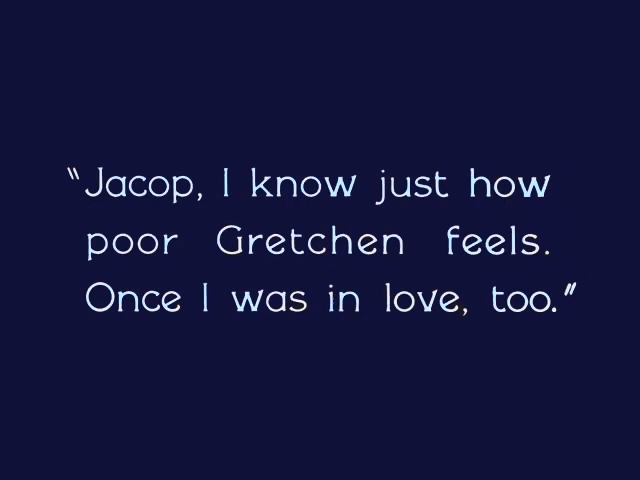 "Jacop, I know just how
poor Gretchen feels.
Once I was in love, too."